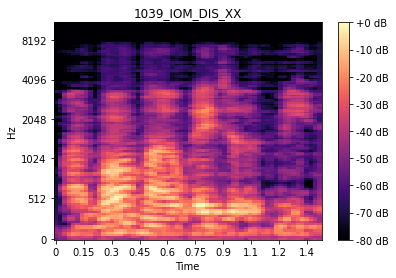 1039_IOM_DIS_XX
+0 dB
8192
-10 dB
4096
-20 dB
-30 dB
2048
Hz
-40 dB
1024
-50 dB
512
-60 dB
-70 dB
0
-80 dB
0 0.15 0.3 0.45 0.6 0.75 0.9 1.1 1.2 1.4
Time